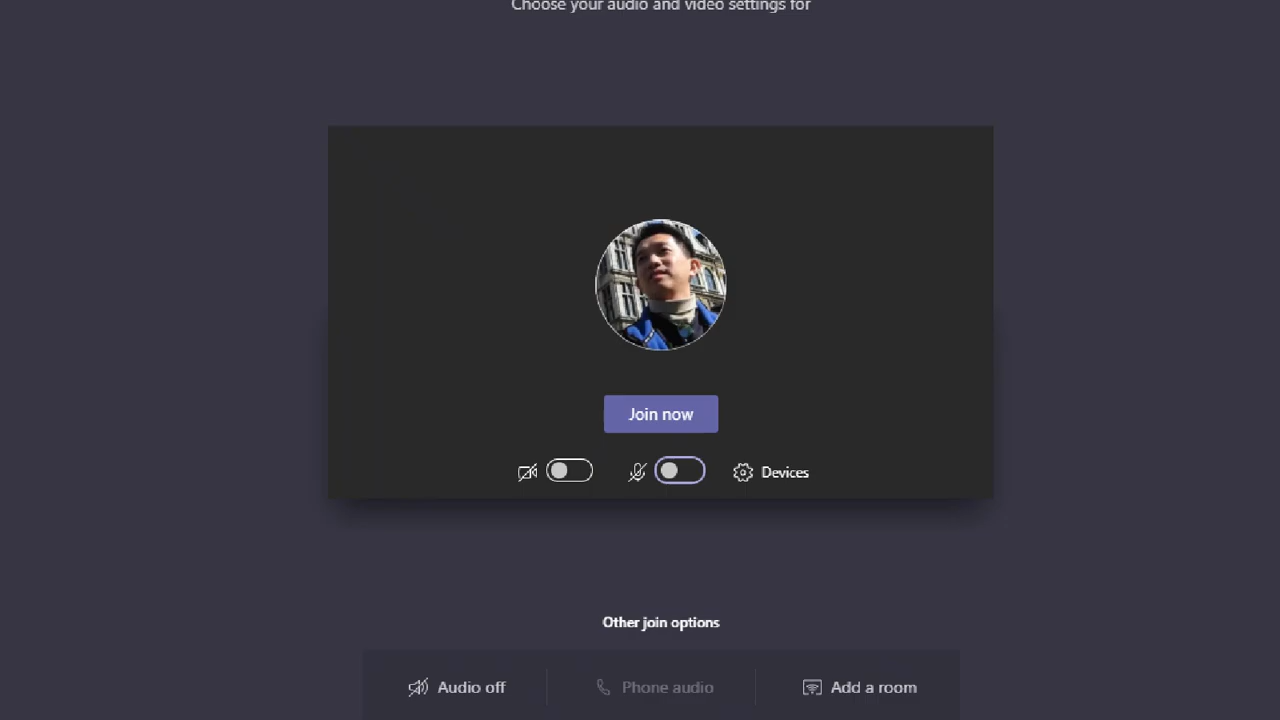 Choose your audio and video settings for
Join now
Devices
Other join options
Audio off
Phone audio
Add a room